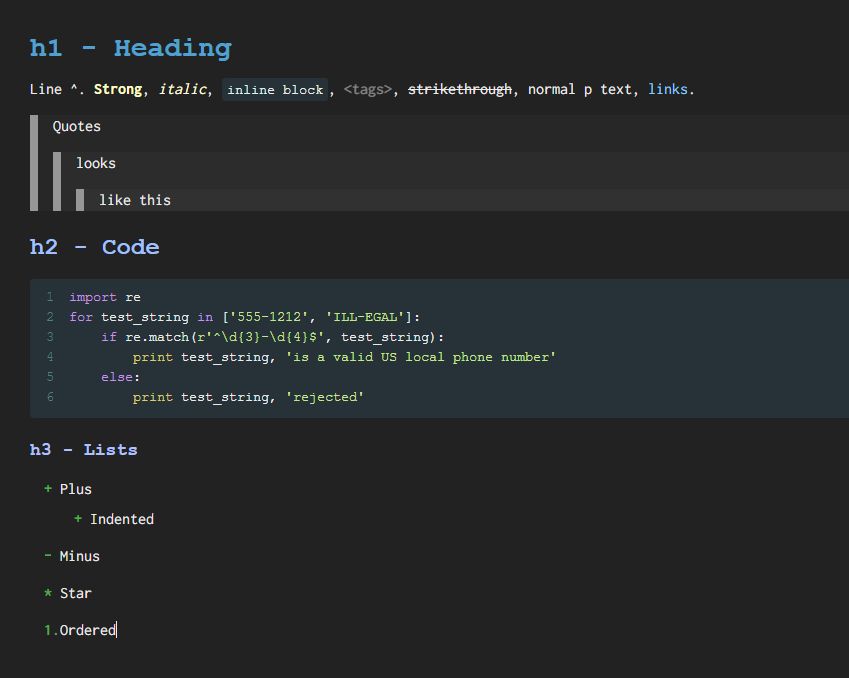 h1 - Heading
Line ^. Strong, italic, inline block, <tags>, strikethrough, normal p text, links.
Quotes
looks
like this
h2 - Code
1 import re
2 for test_string in ['555-1212', 'ILL-EGAL']:
3     if re.match(r'^\d{3}-\d{4}$', test_string):
4         print test_string, 'is a valid US local phone number'
5     else:
6         print test_string, 'rejected'
h3 - Lists
+ Plus
+ Indented
- Minus
* Star
1.Ordered